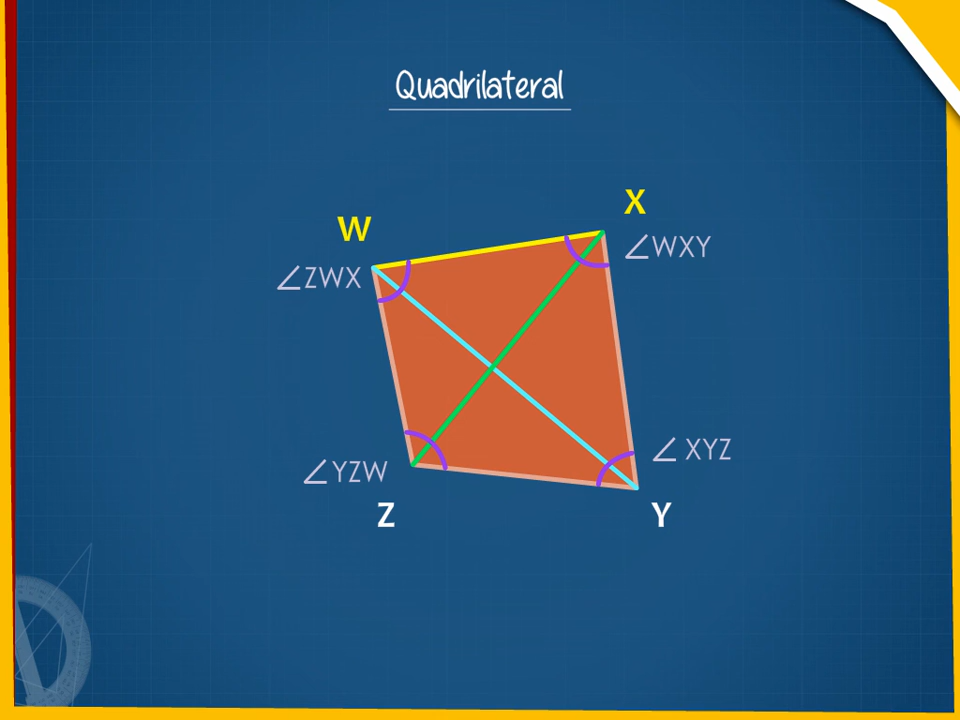 Quadrilateral
X
W
∠WXY
∠ZWX
∠ XYZ
∠YZW
Z
Y